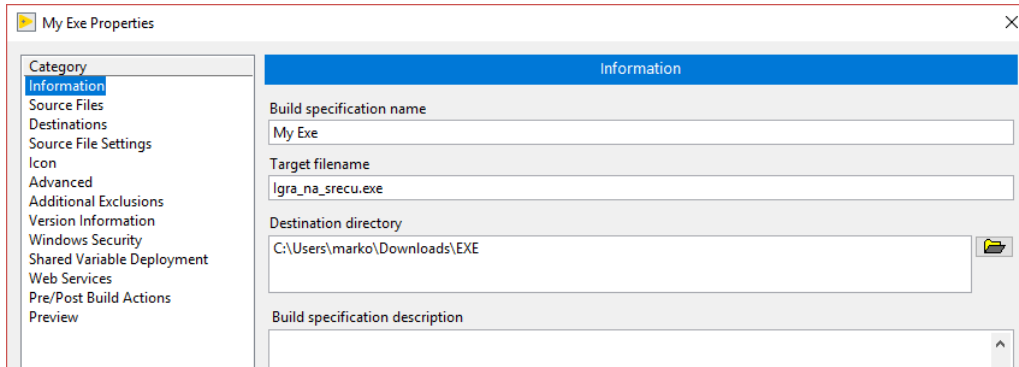 My Exe Properties
Category
Information
Source Files
Destinations
Source File Settings
Icon
Advanced
Additional Exclusions
Version Information
Windows Security
Shared Variable Deployment
Web Services
Pre/Post Build Actions
Preview
Information
Build specification name
My Exe
Target filename
Igra_na_srecu.exe
Destination directory
C:\Users\marko\Downloads\EXE
Build specification description